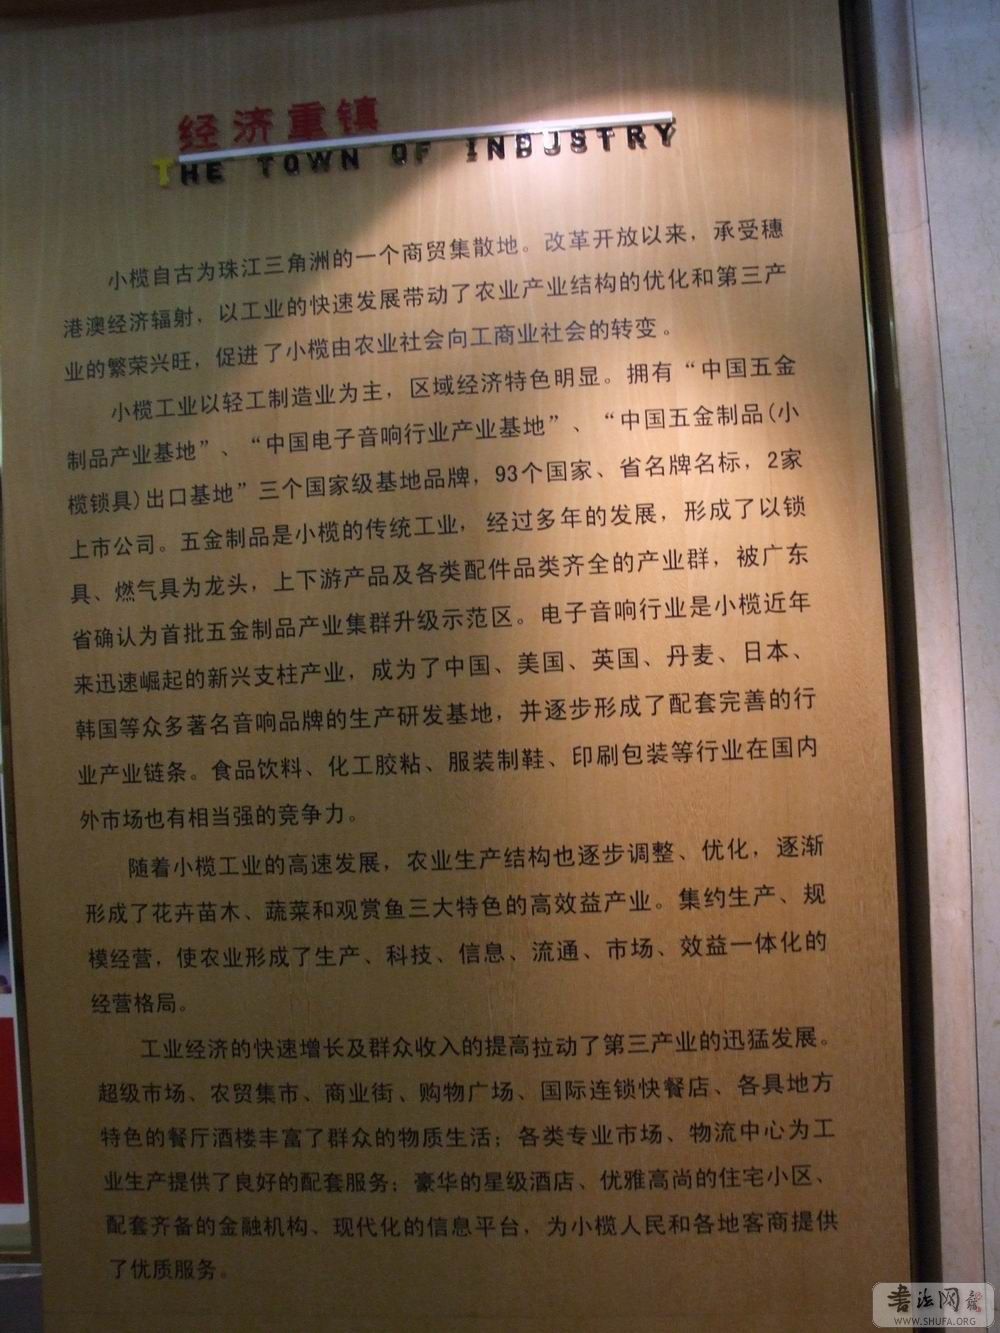 经济重镇
THE TOWN OF INDUSTRY
小榄自古为珠江三角洲的一个商贸集散地。改革开放以来，承受穗
港澳经济辐射，以工业的快速发展带动了农业产业结构的优化和第三产
业的繁荣兴旺，促进了小榄由农业社会向工商业社会的转变。
小榄工业以轻工制造业为主，区域经济特色明显。拥有“中国五金
制品产业基地”、“中国电子音响行业产业基地”、“中国五金制品(小
榄锁具)出口基地”三个国家级基地品牌，93个国家、省名牌名标，2家
上市公司。五金制品是小榄的传统工业，经过多年的发展，形成了以锁
具、燃气具为龙头，上下游产品及各类配件品类齐全的产业群，被广东
省确认为首批五金制品产业集群升级示范区。电子音响行业是小榄近年
来迅速崛起的新兴支柱产业，成为了中国、美国、英国、丹麦、日本、
韩国等众多著名音响品牌的生产研发基地，并逐步形成了配套完善的行
业产业链条。食品饮料、化工胶粘、服装制鞋、印刷包装等行业在国内
外市场也有相当强的竞争力。
随着小榄工业的高速发展，农业生产结构也逐步调整、优化，逐渐
形成了花卉苗木、蔬菜和观赏鱼三大特色的高效益产业。集约生产、规
模经营，使农业形成了生产、科技、信息、流通、市场、效益一体化的
经营格局。
工业经济的快速增长及群众收入的提高拉动了第三产业的迅猛发展。
超级市场、农贸集市、商业街、购物广场、国际连锁快餐店、各具地方
特色的餐厅酒楼丰富了群众的物质生活；各类专业市场、物流中心为工
业生产提供了良好的配套服务；豪华的星级酒店、优雅高尚的住宅小区、
配套齐备的金融机构、现代化的信息平台，为小榄人民和各地客商提供
了优质服务。
书法网
WWW.SHUFA.ORG